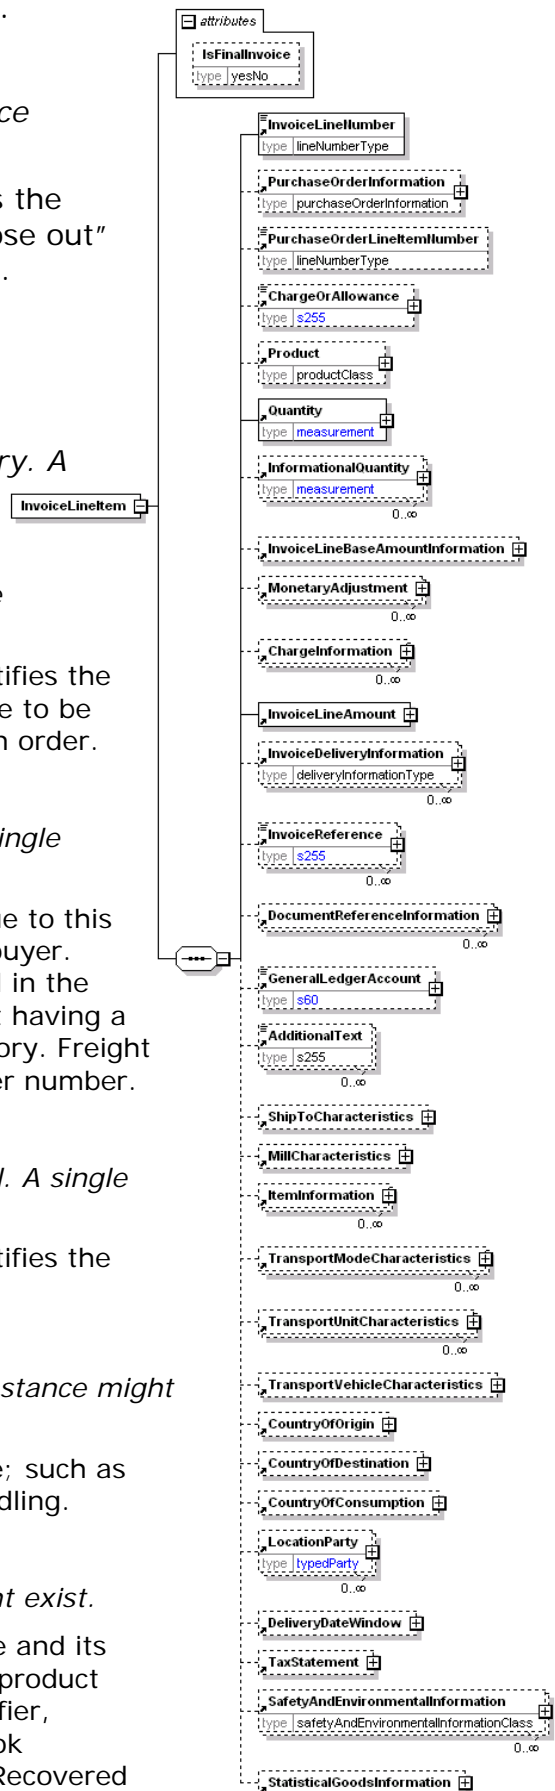 .
ce
s the
ose out”
.
ry. A
e
tifies the
e to be
n order.
ingle
ue to this
buyer.
d in the
t having a
ory. Freight
er number.
l. A single
tifies the
stance might
e; such as
dling.
nt exist.
e and its
product
fier,
ok
Recovered
attributes
IsFinalInvoice
type yesNo
InvoiceLineItem
InvoiceLineNumber
type lineNumberType
PurchaseOrderInformation
type purchaseOrderInformation
PurchaseOrderLineItemNumber
type lineNumberType
ChargeOrAllowance
type s255
Product
type productClass
Quantity
type measurement
InformationalQuantity
type measurement
0..∞
InvoiceLineBaseAmountInformation
MonetaryAdjustment
0..∞
ChargeInformation
0..∞
InvoiceLineAmount
InvoiceDeliveryInformation
type deliveryInformationType
0..∞
InvoiceReference
type s255
0..∞
DocumentReferenceInformation
0..∞
GeneralLedgerAccount
type s60
AdditionalText
type s255
0..∞
ShipToCharacteristics
MillCharacteristics
ItemInformation
0..∞
TransportModeCharacteristics
0..∞
TransportUnitCharacteristics
0..∞
TransportVehicleCharacteristics
CountryOfOrigin
CountryOfDestination
CountryOfConsumption
LocationParty
type typedParty
0..∞
DeliveryDateWindow
TaxStatement
SafetyAndEnvironmentalInformation
type safetyAndEnvironmentalInformationClass
0..∞
StatisticalGoodsInformation